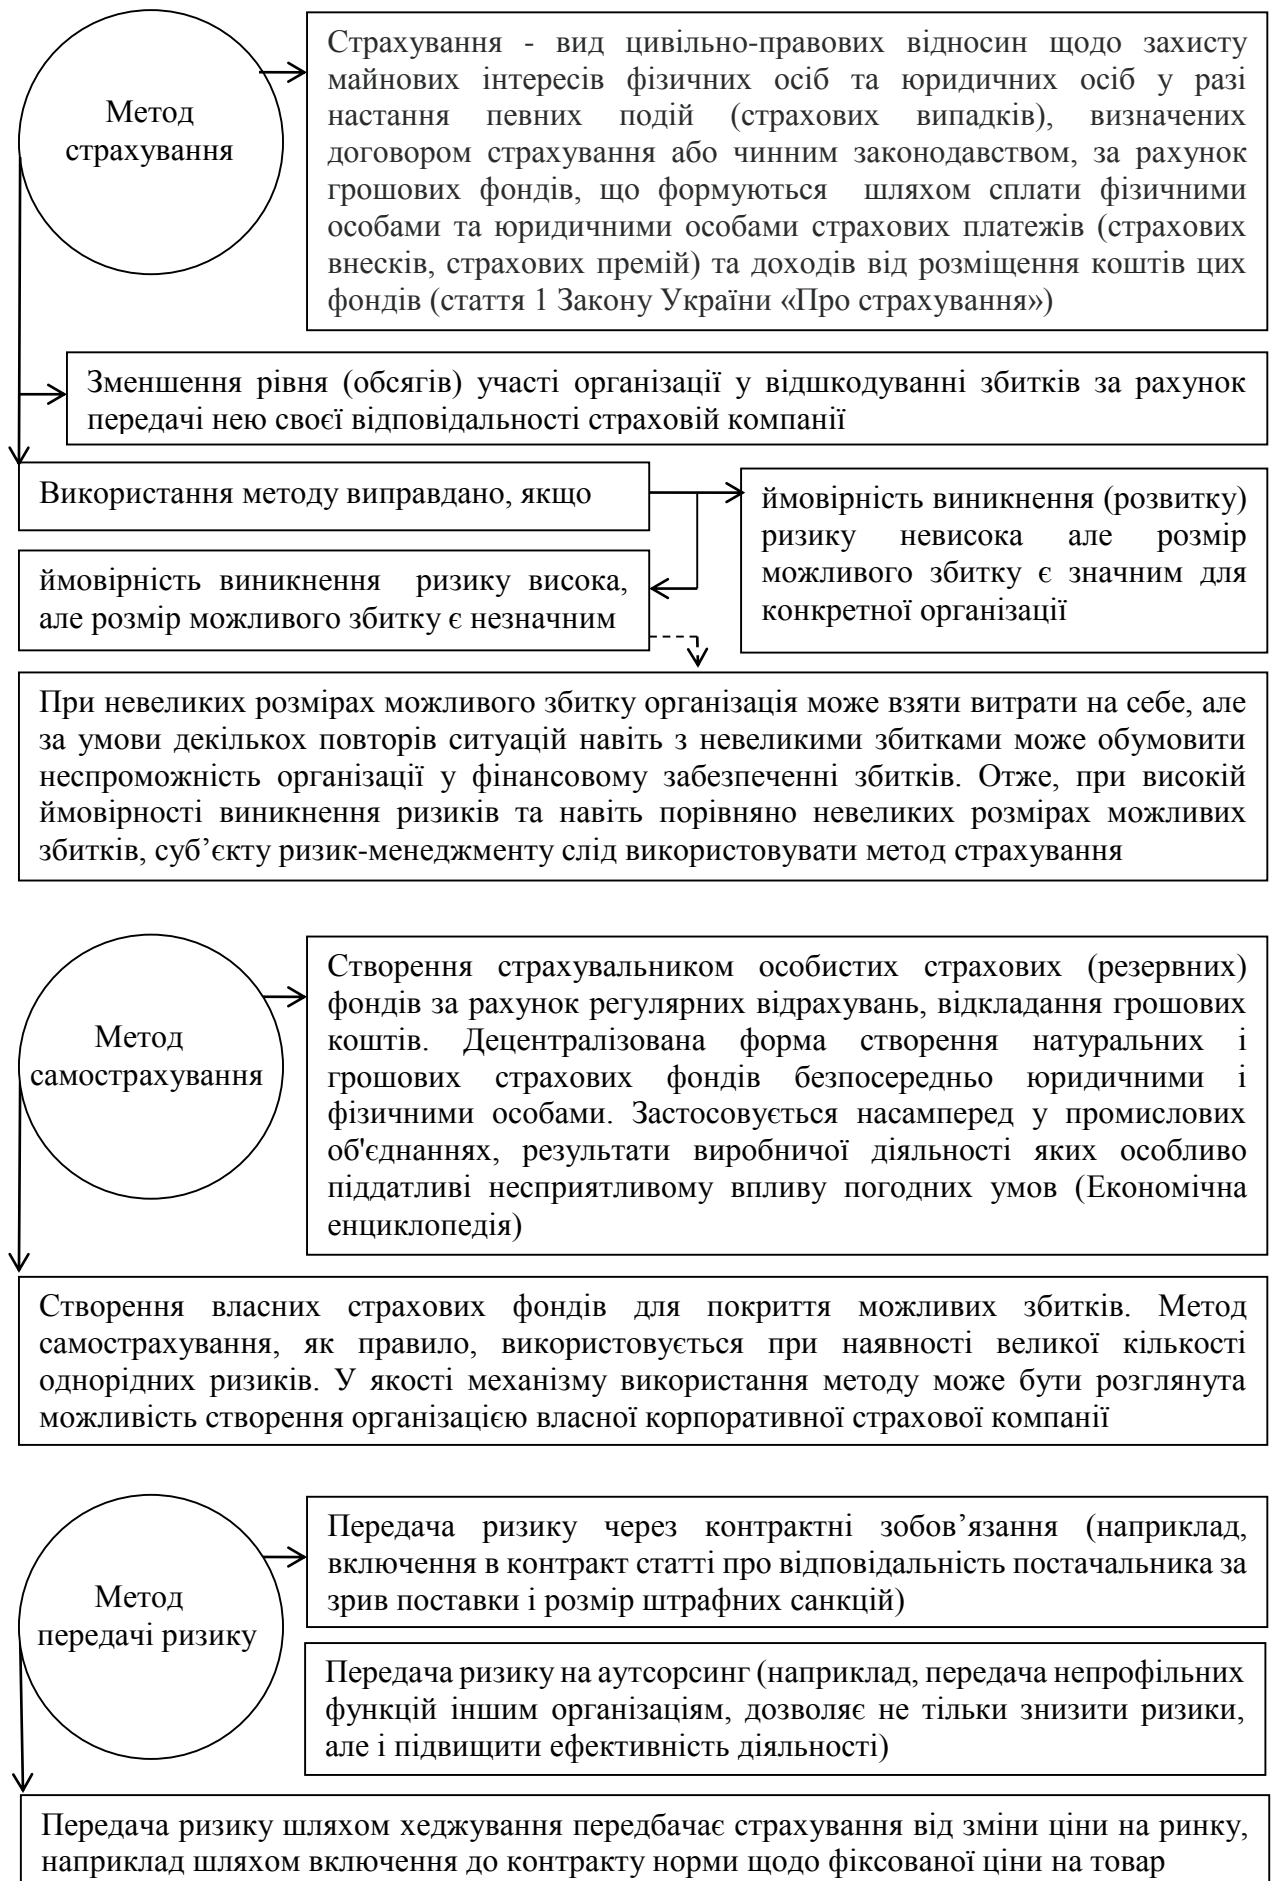 Метод
страхування
Страхування - вид цивільно-правових відносин щодо захисту
майнових інтересів фізичних осіб та юридичних осіб у разі
настання певних подій (страхових випадків), визначених
договором страхування або чинним законодавством, за рахунок
грошових фондів, що формуються шляхом сплати фізичними
особами та юридичними особами страхових платежів (страхових
внесків, страхових премій) та доходів від розміщення коштів цих
фондів (стаття 1 Закону України «Про страхування»)
Зменшення рівня (обсягів) участі організації у відшкодуванні збитків за рахунок
передачі нею своєї відповідальності страховій компанії
Використання методу виправдано, якщо
ймовірність виникнення (розвитку)
ризику невисока але розмір
можливого збитку є значним для
конкретної організації
ймовірність виникнення ризику висока,
але розмір можливого збитку є незначним
При невеликих розмірах можливого збитку організація може взяти витрати на себе, але
за умови декількох повторів ситуацій навіть з невеликими збитками може обумовити
неспроможність організації у фінансовому забезпеченні збитків. Отже, при високій
ймовірності виникнення ризиків та навіть порівняно невеликих розмірах можливих
збитків, суб’єкту ризик-менеджменту слід використовувати метод страхування
Метод
самострахування
Створення страхувальником особистих страхових (резервних)
фондів за рахунок регулярних відрахувань, відкладання грошових
коштів. Децентралізована форма створення натуральних і
грошових страхових фондів безпосередньо юридичними і
фізичними особами. Застосовується насамперед у промислових
об'єднаннях, результати виробничої діяльності яких особливо
піддатливі несприятливому впливу погодних умов (Економічна
енциклопедія)
Створення власних страхових фондів для покриття можливих збитків. Метод
самострахування, як правило, використовується при наявності великої кількості
однорідних ризиків. У якості механізму використання методу може бути розглянута
можливість створення організацією власної корпоративної страхової компанії
Метод
передачі ризику
Передача ризику через контрактні зобов’язання (наприклад,
включення в контракт статті про відповідальність постачальника за
зрив поставки і розмір штрафних санкцій)
Передача ризику на аутсорсинг (наприклад, передача непрофільних
функцій іншим організаціям, дозволяє не тільки знизити ризики,
але і підвищити ефективність діяльності)
Передача ризику шляхом хеджування передбачає страхування від зміни ціни на ринку,
наприклад шляхом включення до контракту норми щодо фіксованої ціни на товар